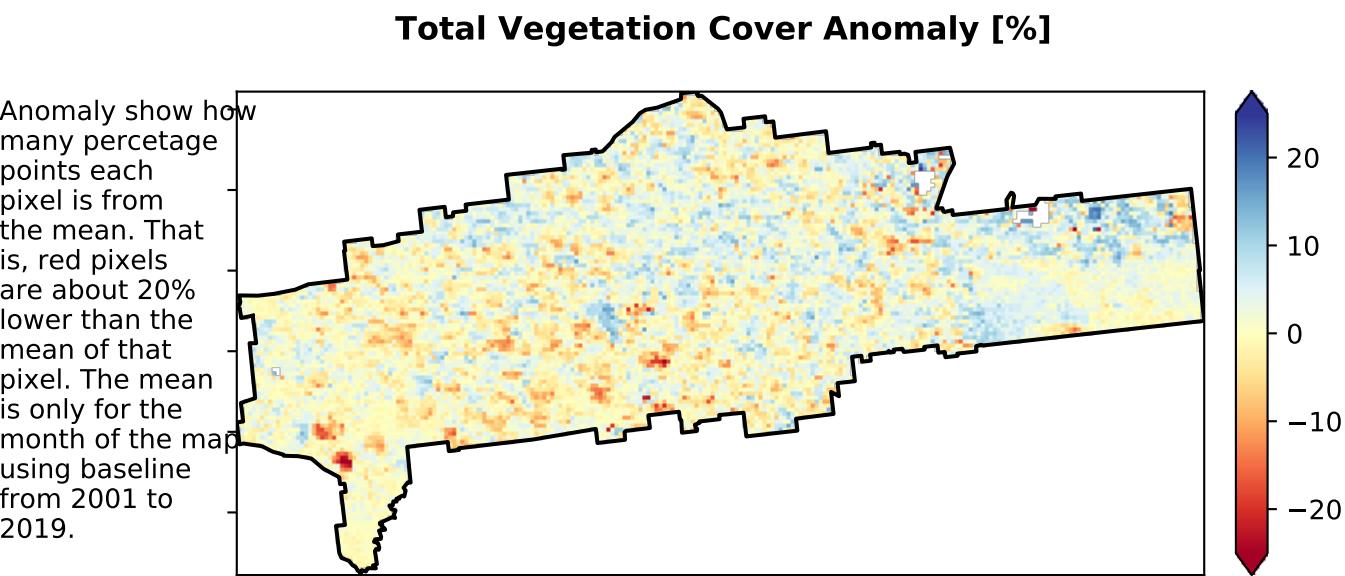 Total Vegetation Cover Anomaly [%]
Anomaly show how
many percetage
points each
pixel is from
the mean. That
is, red pixels
are about 20%
lower than the
mean of that
pixel. The mean
is only for the
month of the map
using baseline
from 2001 to
2019.
20
10
0
−10
−20